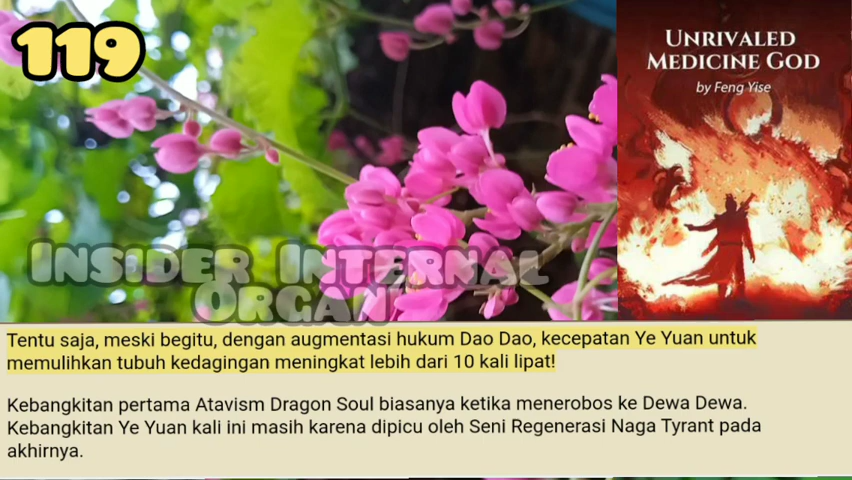 119
UNRIVALED
MEDICINE GOD
by Feng Yise
INSIDER INTERNAL
ORGAN
Tentu saja, meski begitu, dengan augmentasi hukum Dao Dao, kecepatan Ye Yuan untuk
memulihkan tubuh kedagingan meningkat lebih dari 10 kali lipat!
Kebangkitan pertama Atavism Dragon Soul biasanya ketika menerobos ke Dewa Dewa.
Kebangkitan Ye Yuan kali ini masih karena dipicu oleh Seni Regenerasi Naga Tyrant pada
akhirnya.